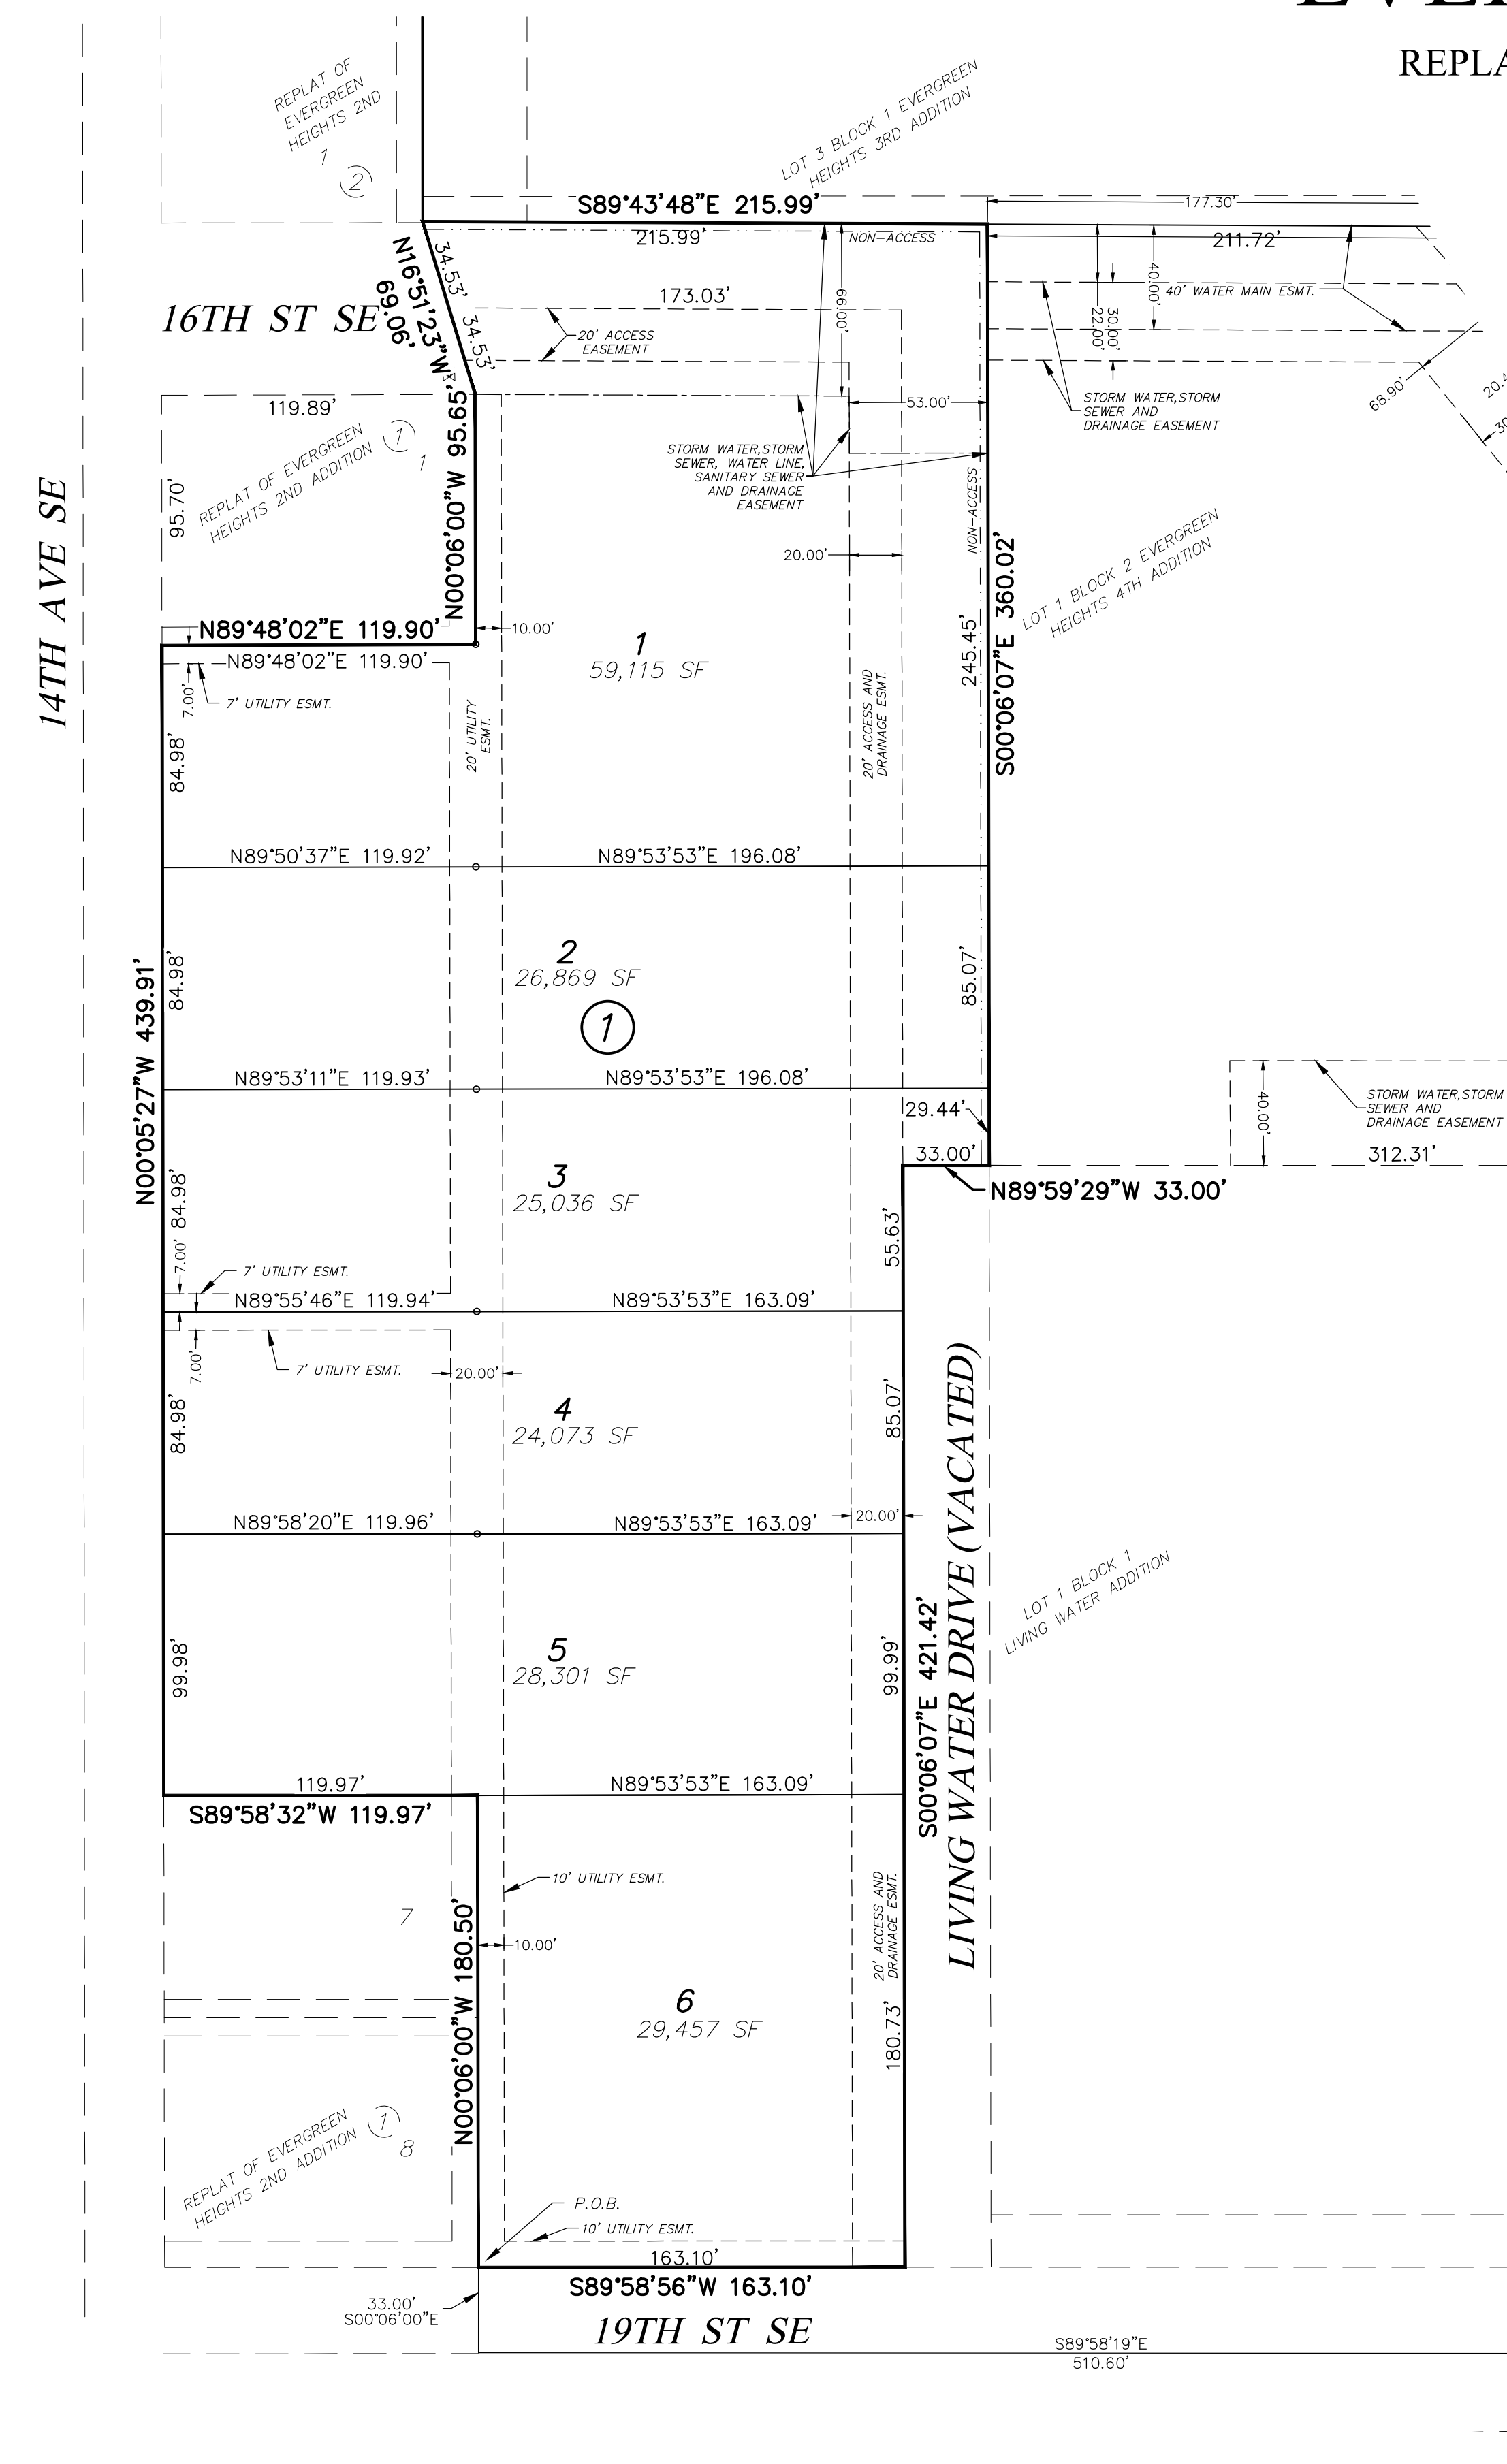 REPLAT OF
EVERGREEN
HEIGHTS 2ND
1
2
LOT 3 BLOCK 1 EVERGREEN
HEIGHTS 3RD ADDITION
S89°43'48"E 215.99'
215.99'
NON-ACCESS
177.30'
211.72'
N16°51'23"W
69.06'
34.53'
34.53'
16TH ST SE
173.03'
20' ACCESS
EASEMENT
66.00'
40.00'
30.00'
22.00'
40' WATER MAIN ESMT.
68.90'
STORM WATER,STORM
SEWER AND
DRAINAGE EASEMENT
53.00'
119.89'
REPLAT OF EVERGREEN
HEIGHTS 2ND ADDITION
1
1
95.70'
N00°06'00"W 95.65'
STORM WATER,STORM
SEWER, WATER LINE,
SANITARY SEWER
AND DRAINAGE
EASEMENT
NON-ACCESS
20.00'
LOT 1 BLOCK 2 EVERGREEN
HEIGHTS 4TH ADDITION
14TH AVE SE
N89°48'02"E 119.90'
10.00'
N89°48'02"E 119.90'
7.00'
7' UTILITY ESMT.
1
59,115 SF
245.45'
S00°06'07"E 360.02'
84.98'
20' UTILITY
ESMT.
20' ACCESS AND
DRAINAGE ESMT.
N89°50'37"E 119.92'
N89°53'53"E 196.08'
2
26,869 SF
1
84.98'
85.07'
N00°05'27"W 439.91'
N89°53'11"E 119.93'
N89°53'53"E 196.08'
29.44'
33.00'
N89°59'29"W 33.00'
40.00'
STORM WATER,STORM
SEWER AND
DRAINAGE EASEMENT
312.31'
3
25,036 SF
84.98'
7.00'
55.63'
7' UTILITY ESMT.
N89°55'46"E 119.94'
N89°53'53"E 163.09'
7.00'
7' UTILITY ESMT.
20.00'
4
24,073 SF
84.98'
85.07'
N89°58'20"E 119.96'
N89°53'53"E 163.09'
20.00'
LIVING WATER DRIVE (VACATED)
LOT 1 BLOCK 1
LIVING WATER ADDITION
5
28,301 SF
99.98'
99.99'
S00°06'07"E 421.42'
119.97'
N89°53'53"E 163.09'
S89°58'32"W 119.97'
10' UTILITY ESMT.
7
10.00'
N00°06'00"W 180.50'
20' ACCESS AND
DRAINAGE ESMT.
6
29,457 SF
180.73'
REPLAT OF EVERGREEN
HEIGHTS 2ND ADDITION
1
8
P.O.B.
10' UTILITY ESMT.
163.10'
S89°58'56"W 163.10'
33.00'
S00°06'00"E
19TH ST SE
S89°58'19"E
510.60'